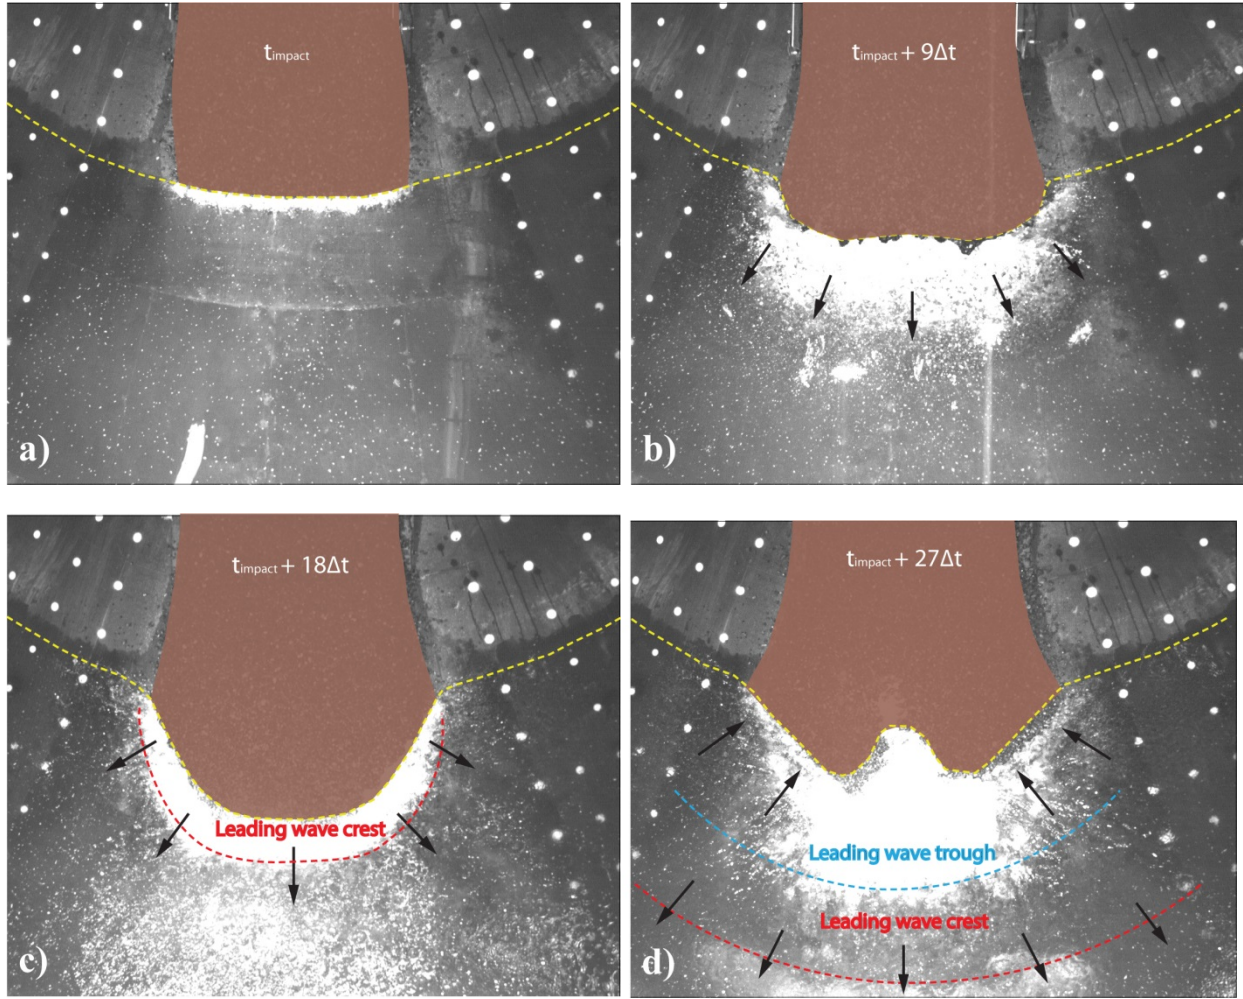 timpact
a)
timpact + 9Δt
b)
timpact + 18Δt
Leading wave crest
c)
timpact + 27Δt
Leading wave trough
Leading wave crest
d)